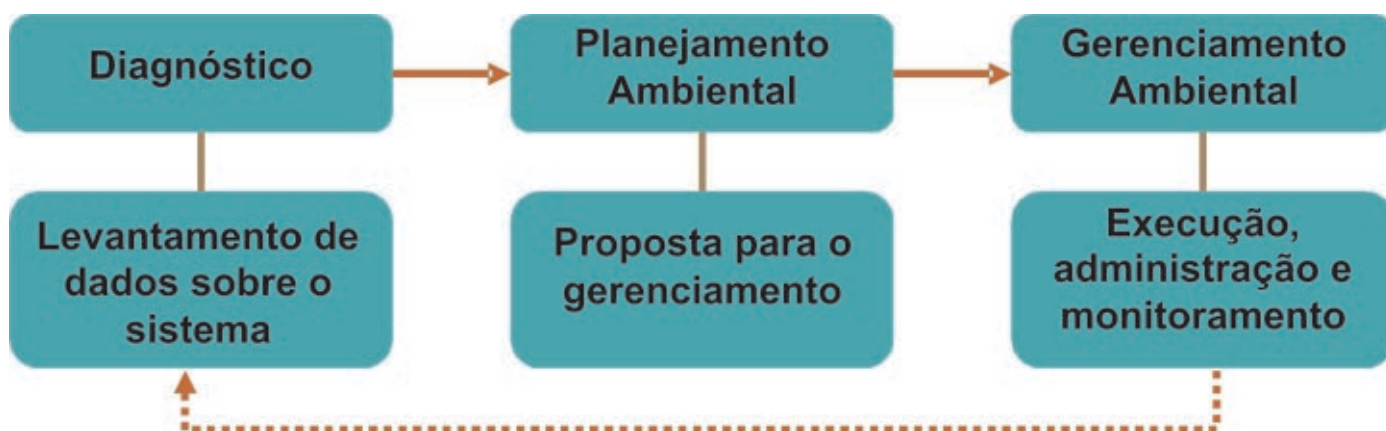 Diagnóstico
Planejamento
Ambiental
Gerenciamento
Ambiental
Levantamento de
dados sobre o
sistema
Proposta para o
gerenciamento
Execução,
administração e
monitoramento